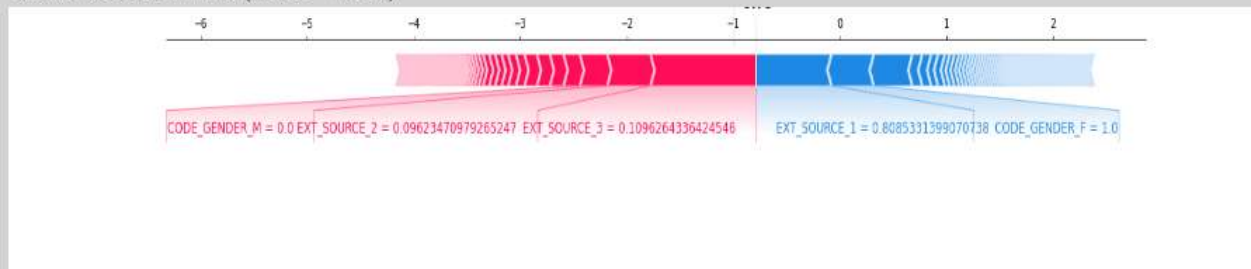 -6 -5 -4 -3 -2 -1 0 1 2
CODE_GENDER_M = 0.0 EXT_SOURCE_2 = 0.09623470979265247 EXT_SOURCE_3 = 0.1096264336424546 EXT_SOURCE_1 = 0.8085331399070738 CODE_GENDER_F = 1.0